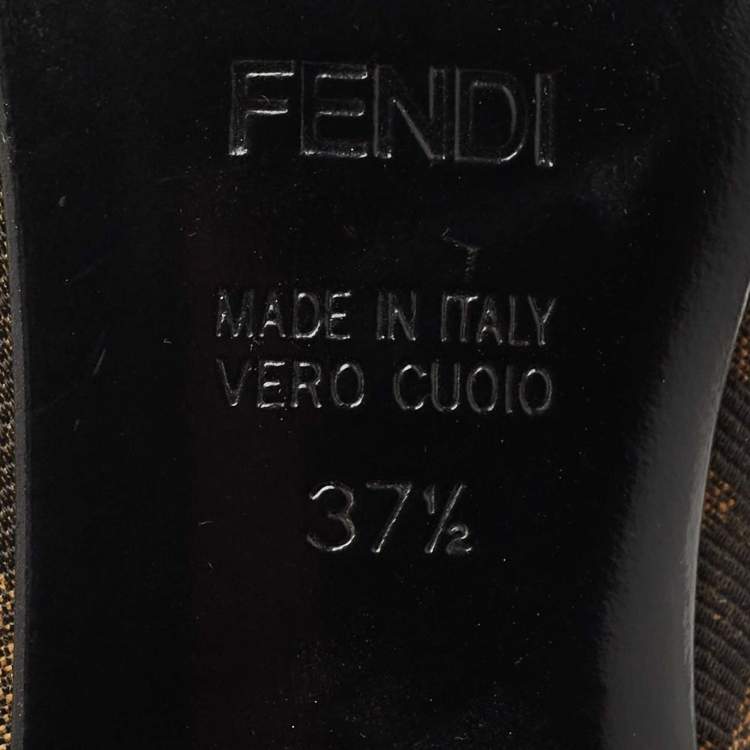 FENDI
MADE IN ITALY
VERO CUOIO
37½